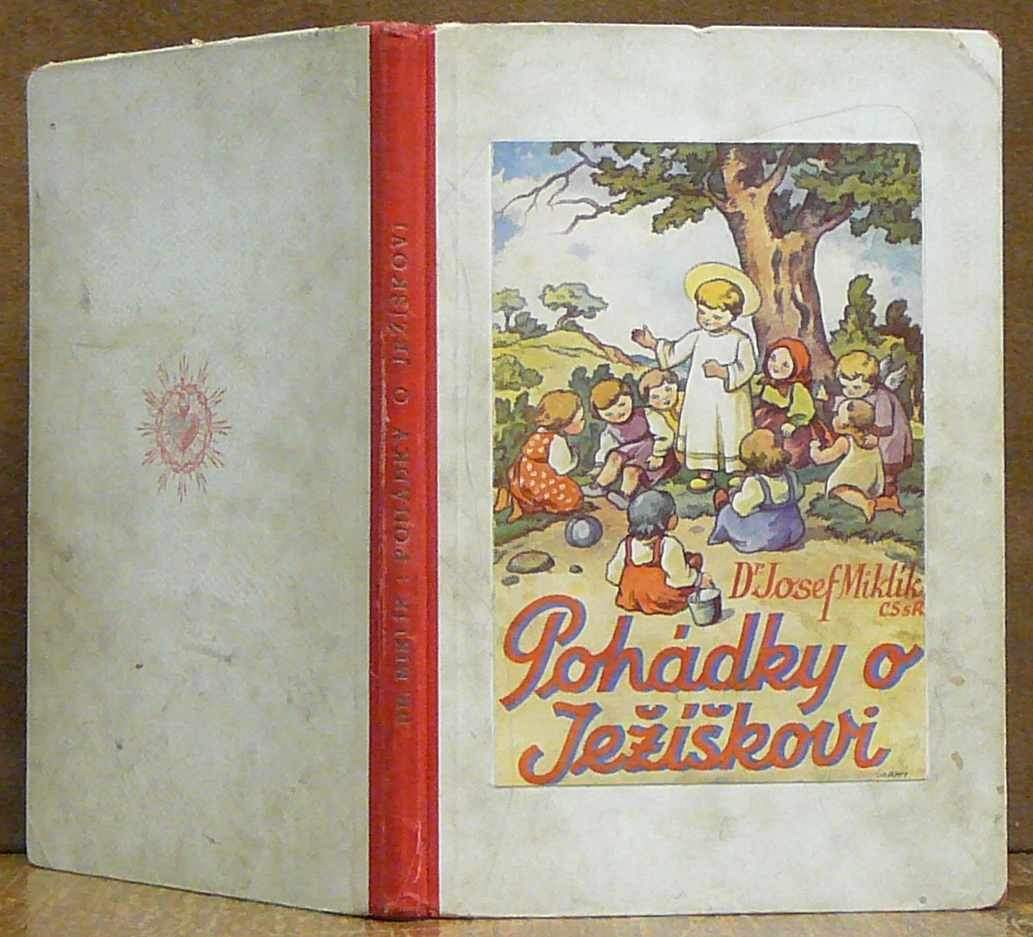 DR. MIKLÍK : POHÁDKY O JEŽÍŠKOVI
Dr Josef Miklík
CSsR
Pohádky o
Ježíškovi